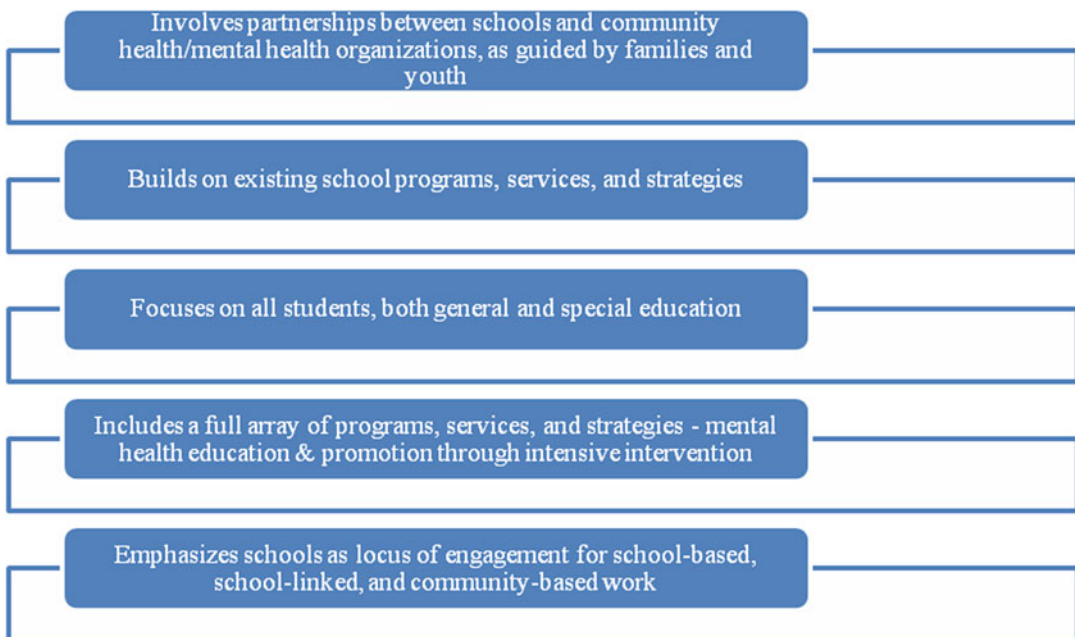 Involves partnerships between schools and community
health/mental health organizations, as guided by families and
youth
Builds on existing school programs, services, and strategies
Focuses on all students, both general and special education
Includes a full array of programs, services, and strategies - mental
health education & promotion through intensive intervention
Emphasizes schools as locus of engagement for school-based,
school-linked, and community-based work